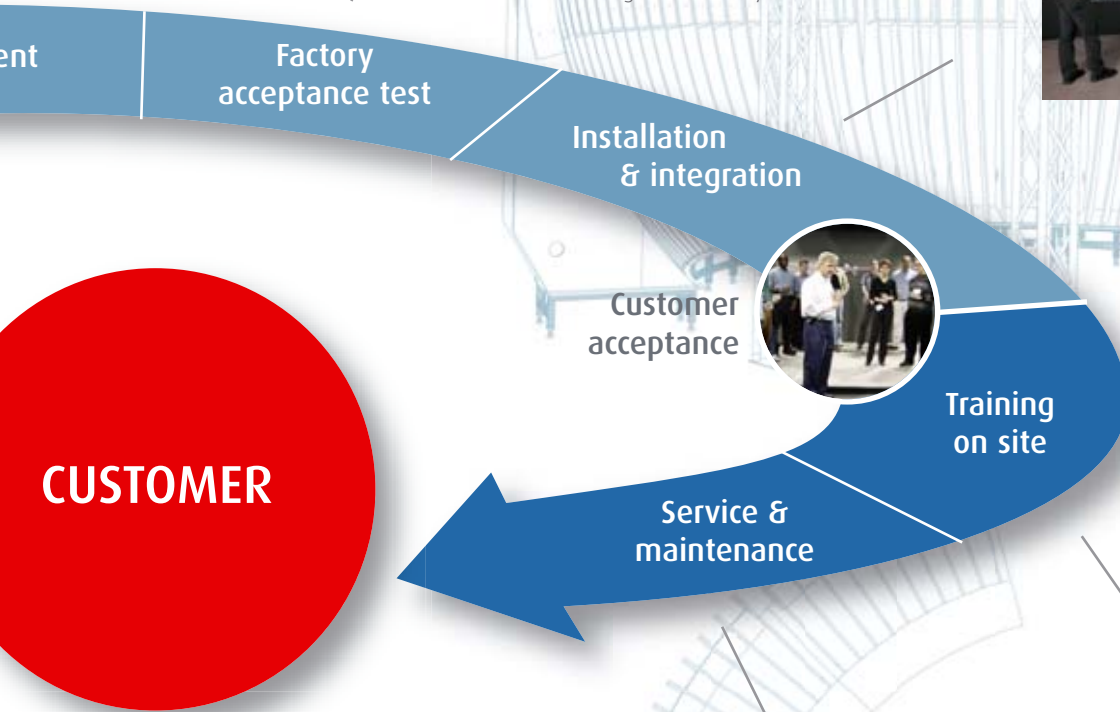 ent
Factory
acceptance test
Installation
& integration
Customer
acceptance
Training
on site
CUSTOMER
Service &
maintenance